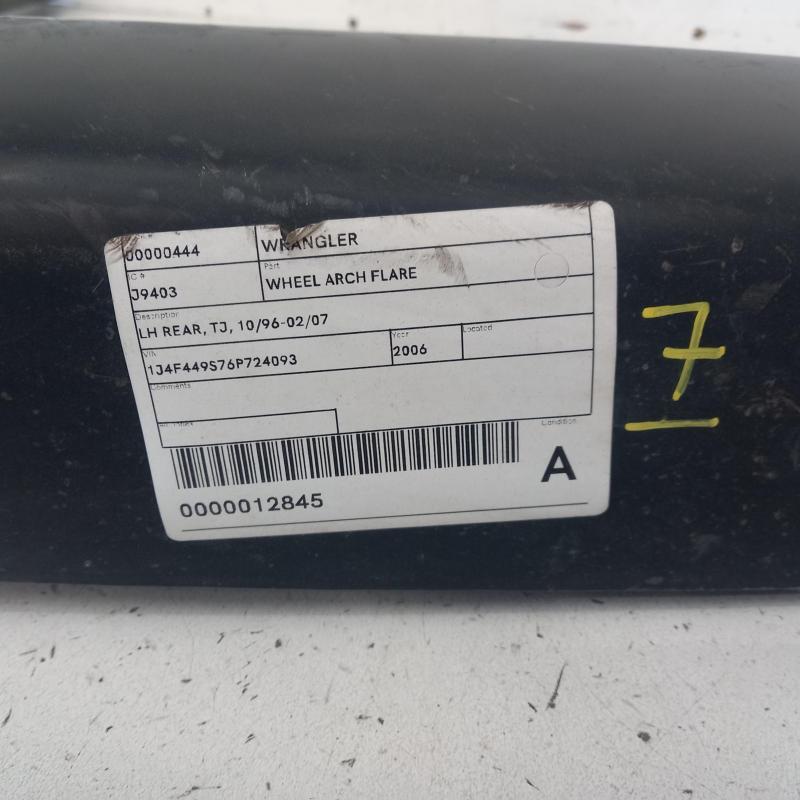 00000444 WRANGLER
IC # Part
J9403 WHEEL ARCH FLARE
Description
LH REAR, TJ, 10/96-02/07
VIN Year Located
1J4F449S76P724093 2006
Comments
Condition
A
0000012845
7